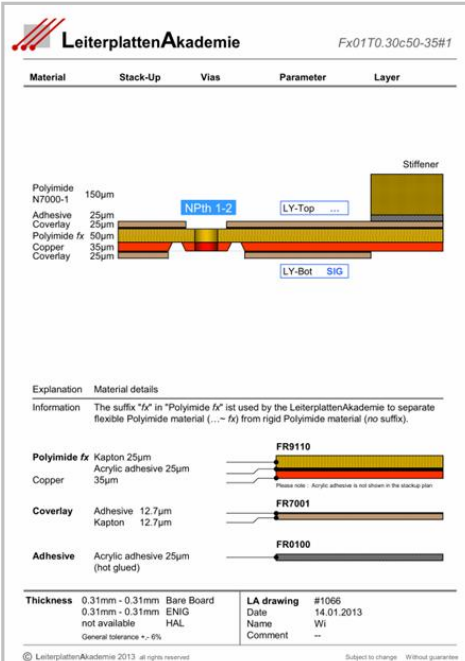 LeiterplattenAkademie
Fx01T0.30c50-35#1
Material Stack-Up Vias Parameter Layer
Stiffener
Polyimide
N7000-1 150µm
NPth 1-2
LY-Top ...
Adhesive 25µm
Coverlay 25µm
Polyimide fx 50µm
Copper 35µm
Coverlay 25µm
LY-Bot SIG
Explanation Material details
Information The suffix "fx" in "Polyimide fx" ist used by the LeiterplattenAkademie to separate
flexible Polyimide material (...~ fx) from rigid Polyimide material (no suffix).
FR9110
Polyimide fx Kapton 25µm
Acrylic adhesive 25µm
Copper 35µm
Please note : Acrylic adhesive is not shown in the stackup plan
FR7001
Coverlay Adhesive 12.7µm
Kapton 12.7µm
FR0100
Adhesive Acrylic adhesive 25µm
(hot glued)
Thickness 0.31mm - 0.31mm Bare Board
0.31mm - 0.31mm ENIG
not available HAL
General tolerance +,- 6%
LA drawing #1066
Date 14.01.2013
Name Wi
Comment --
© LeiterplattenAkademie 2013 all rights reserved
Subject to change Without guarantee